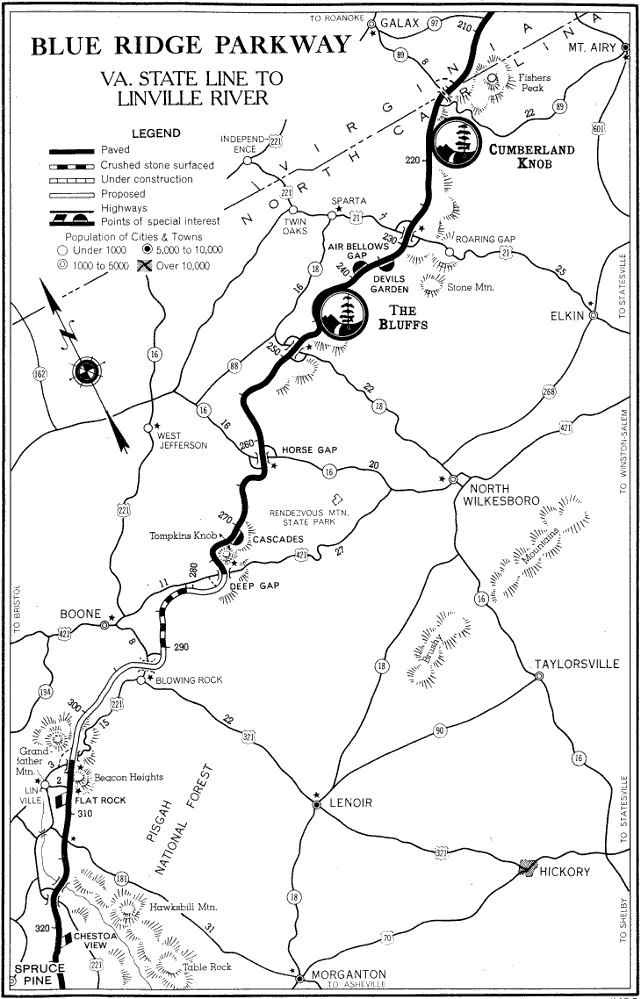 BLUE RIDGE PARKWAY
VA. STATE LINE TO
LINVILLE RIVER
LEGEND
Paved
Crushed stone surfaced
Under construction
Proposed
Highways
Points of special interest
Population of Cities & Towns
Under 1000
5,000 to 10,000
1000 to 5000
Over 10,000
TO ROANOKE
GALAX
97
210
89
8
MT. AIRY
VIRGINIA
NORTH CAROLINA
Fishers
Peak
22
89
601
INDEPEND-
ENCE
221
CUMBERLAND
KNOB
220
221
SPARTA
TWIN
OAKS
21
7
230
ROARING GAP
21
AIR BELLOWS
GAP
240
DEVILS
GARDEN
Stone Mtn.
25
18
16
THE
BLUFFS
ELKIN
TO STATESVILLE
N
162
16
250
88
22
18
268
16
16
421
WEST
JEFFERSON
260
HORSE GAP
16
20
TO WINSTON-SALEM
NORTH
WILKESBORO
RENDEZVOUS MTN.
STATE PARK
221
270
Tompkins Knob
CASCADES
421
27
Mountains
280
DEEP GAP
11
16
TO BRISTOL
BOONE
421
8
290
Brushy
18
TAYLORSVILLE
BLOWING ROCK
194
300
221
15
22
321
90
16
Grand-
father
Mtn.
3
2
Beacon Heights
LIN-
VILLE
FLAT ROCK
310
PISGAH
NATIONAL FOREST
LENOIR
TO STATESVILLE
321
HICKORY
181
18
Hawksbill Mtn.
31
TO SHELBY
320
CHESTOA
VIEW
70
221
Table Rock
SPRUCE
PINE
MORGANTON
TO ASHEVILLE